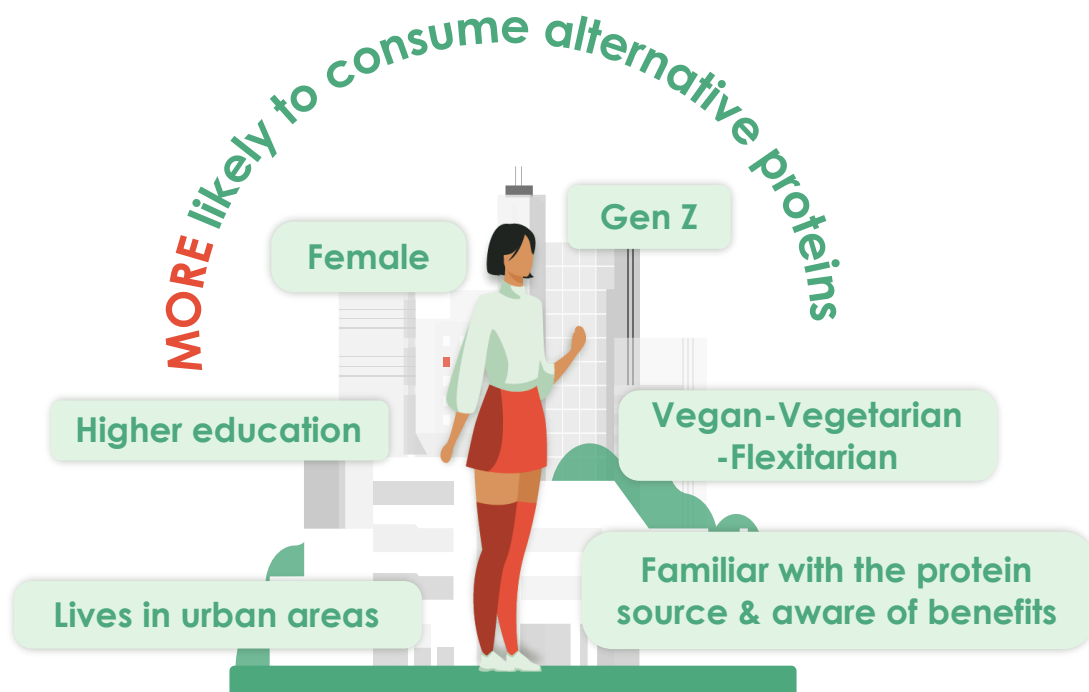 MORE likely to consume alternative proteins
Female
Gen Z
Higher education
Vegan-Vegetarian
-Flexitarian
Lives in urban areas
Familiar with the protein
source & aware of benefits